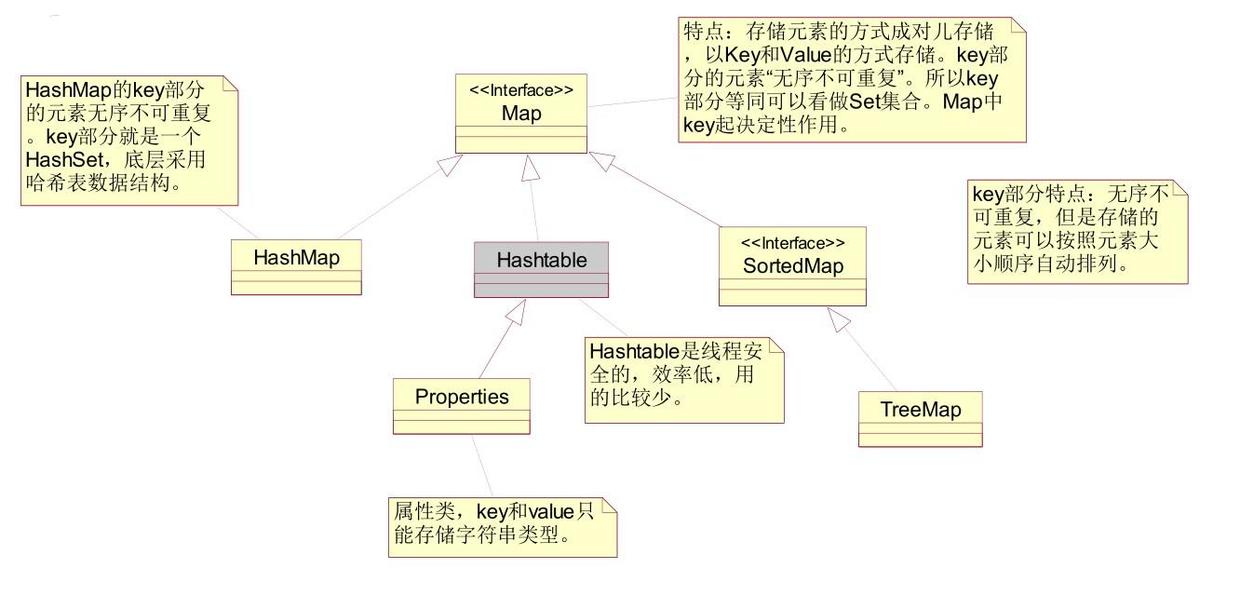 特点：存储元素的方式成对儿存储
，以Key和Value的方式存储。key部
分的元素“无序不可重复”。所以key
部分等同可以看做Set集合。Map中
key起决定性作用。
HashMap的key部分
的元素无序不可重复
。key部分就是一个
HashSet，底层采用
哈希表数据结构。
<<Interface>>
Map
key部分特点：无序不
可重复，但是存储的
元素可以按照元素大
小顺序自动排列。
HashMap
Hashtable
<<Interface>>
SortedMap
Hashtable是线程安
全的，效率低，用
的比较少。
Properties
TreeMap
属性类，key和value只
能存储字符串类型。